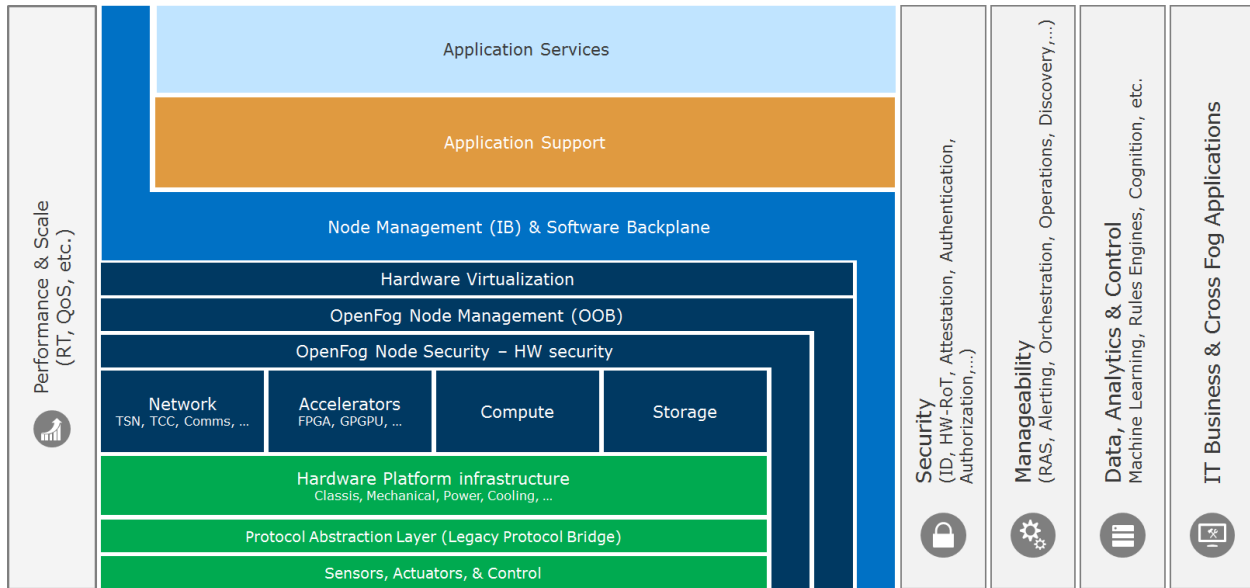 Performance & Scale
(RT, QoS, etc.)
Application Services
Application Support
Node Management (IB) & Software Backplane
Hardware Virtualization
OpenFog Node Management (OOB)
OpenFog Node Security – HW security
Network
TSN, TCC, Comms, ...
Accelerators
FPGA, GPGPU, ...
Compute
Storage
Hardware Platform infrastructure
Classis, Mechanical, Power, Cooling, ...
Protocol Abstraction Layer (Legacy Protocol Bridge)
Sensors, Actuators, & Control
Security
(ID, HW-RoT, Attestation, Authentication,
Authorization,...)
Manageability
(RAS, Alerting, Orchestration, Operations, Discovery,...)
Data, Analytics & Control
Machine Learning, Rules Engines, Cognition, etc.
IT Business & Cross Fog Applications